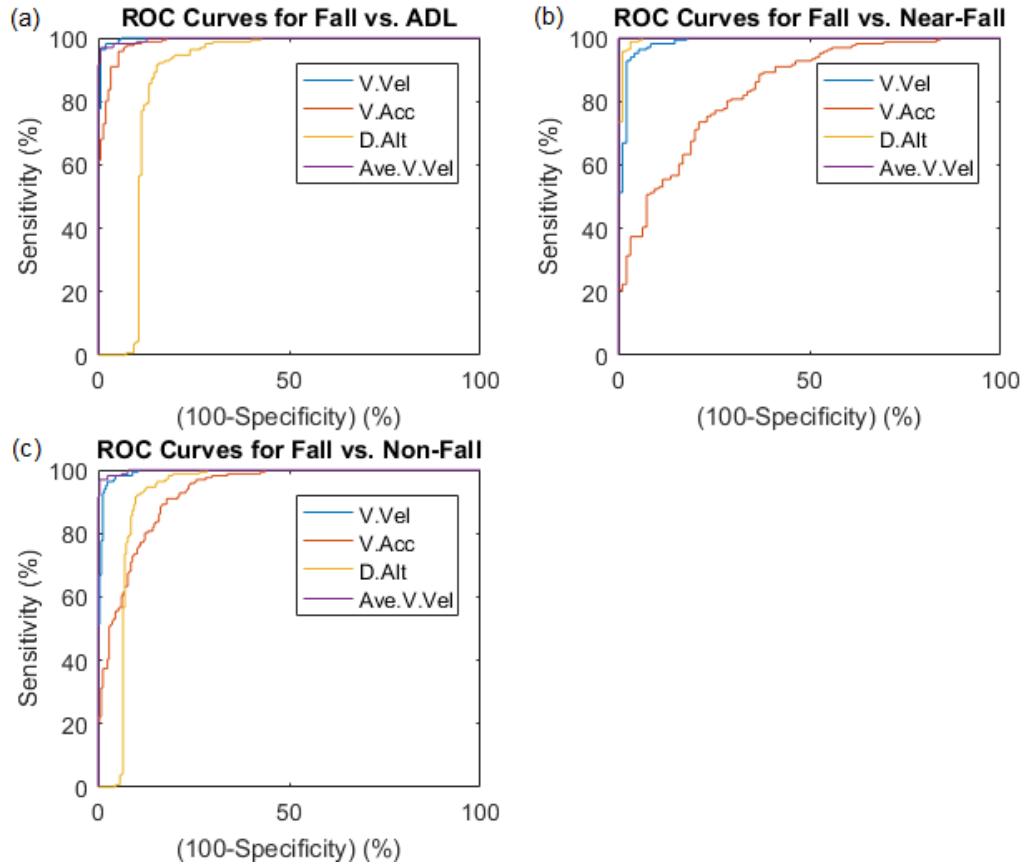 (a) ROC Curves for Fall vs. ADL
100
80
60
40
20
0
Sensitivity (%)
V.Vel
V.Acc
D.Alt
Ave.V.Vel
0 50 100
(100-Specificity) (%)
(b) ROC Curves for Fall vs. Near-Fall
100
80
60
40
20
0
Sensitivity (%)
V.Vel
V.Acc
D.Alt
Ave.V.Vel
0 50 100
(100-Specificity) (%)
(c) ROC Curves for Fall vs. Non-Fall
100
80
60
40
20
0
Sensitivity (%)
V.Vel
V.Acc
D.Alt
Ave.V.Vel
0 50 100
(100-Specificity) (%)